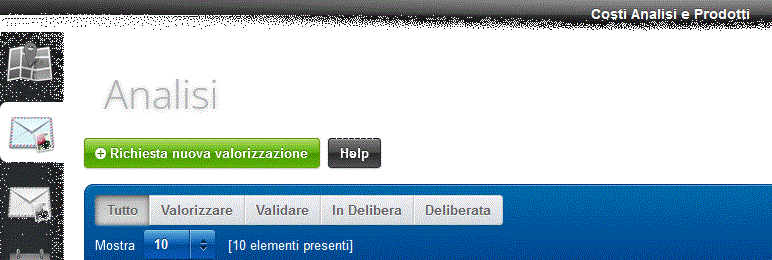 Costi Analisi e Prodotti
Analisi
Richiesta nuova valorizzazione Help
Tutto Valorizzare Validare In Delibera Deliberata
Mostra 10 [10 elementi presenti]